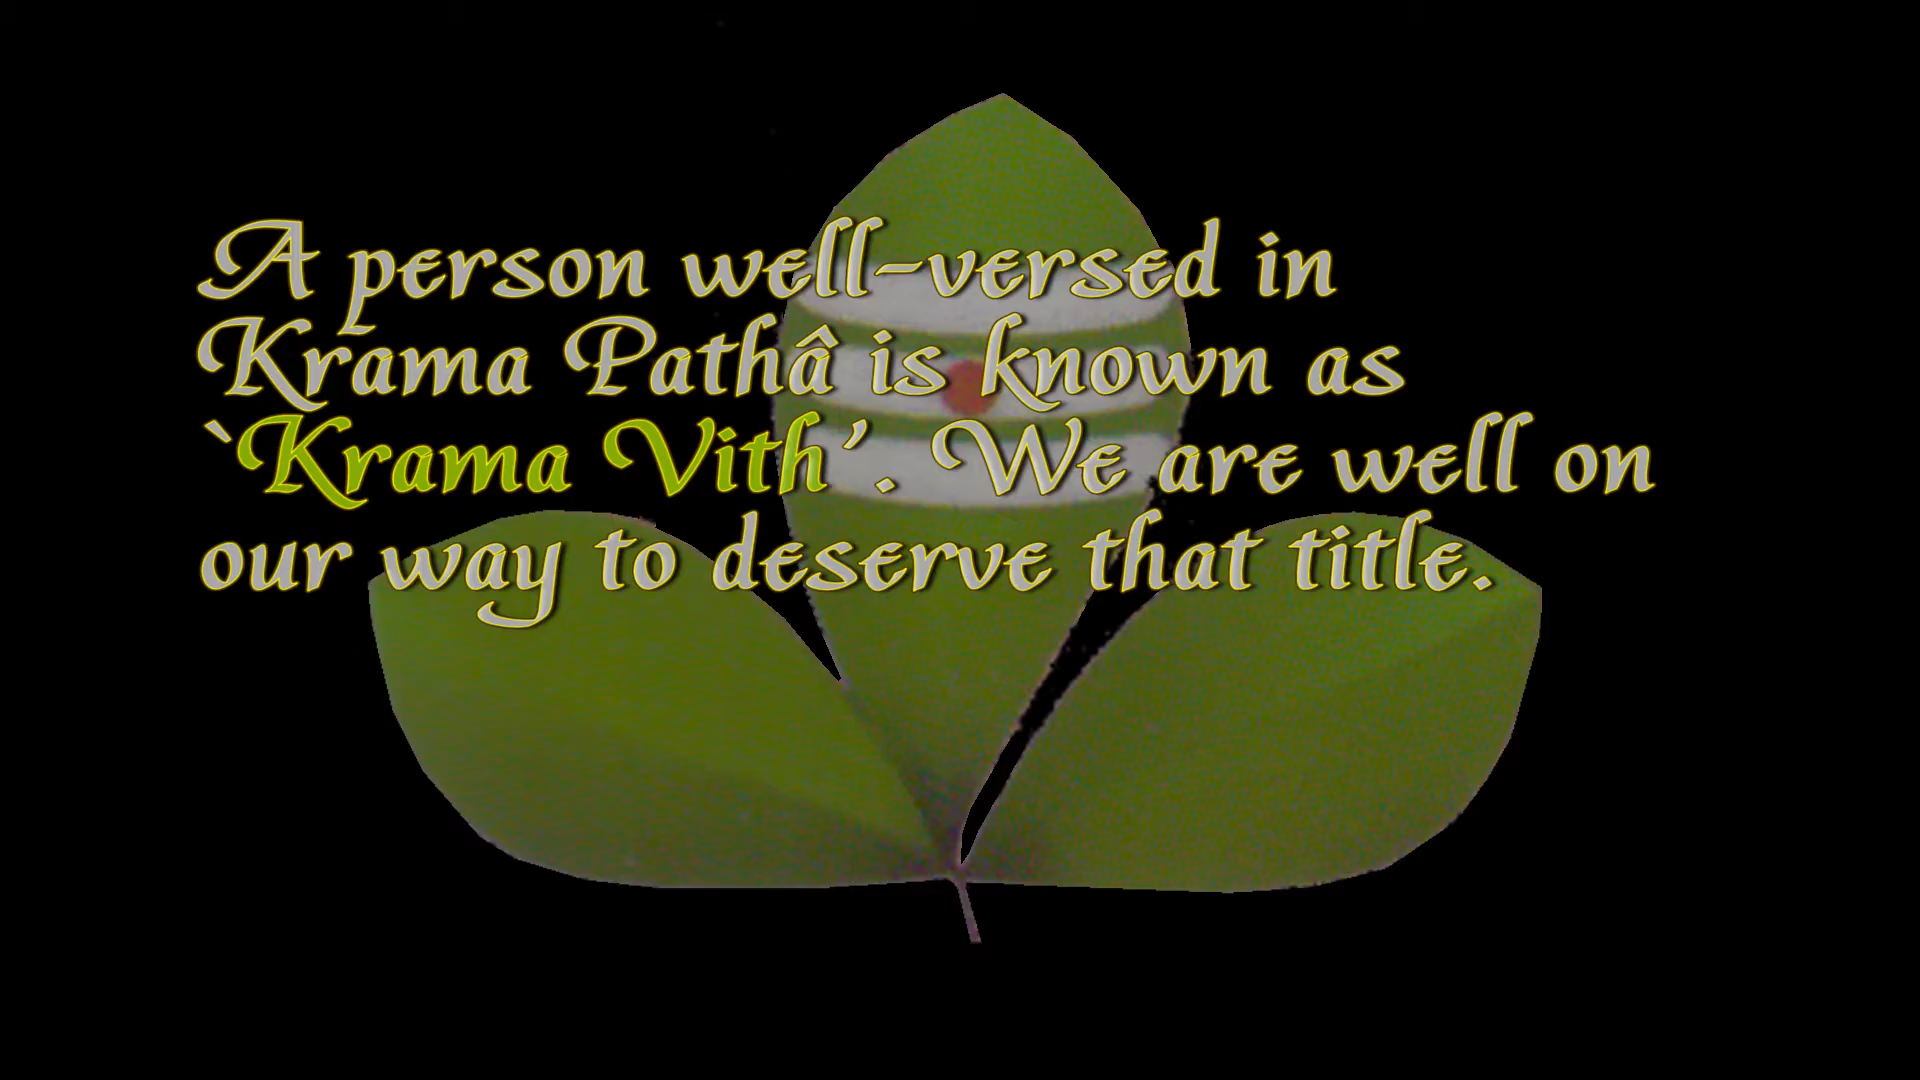 A person well-versed in
Krama Pathâ is known as
`Krama Vith'. We are well on
our way to deserve that title.